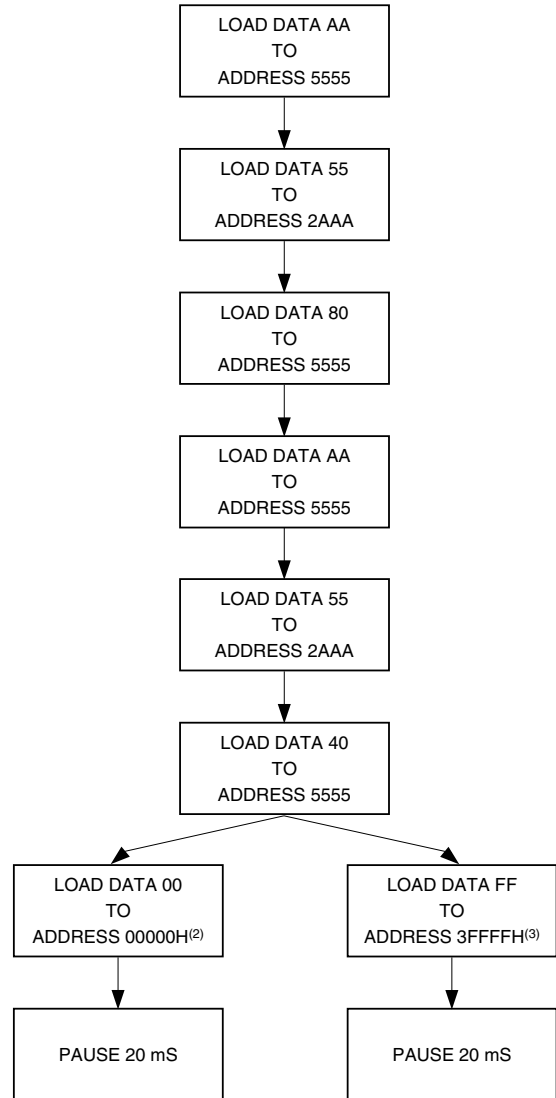 LOAD DATA AA
TO
ADDRESS 5555
LOAD DATA 55
TO
ADDRESS 2AAA
LOAD DATA 80
TO
ADDRESS 5555
LOAD DATA AA
TO
ADDRESS 5555
LOAD DATA 55
TO
ADDRESS 2AAA
LOAD DATA 40
TO
ADDRESS 5555
LOAD DATA 00
TO
ADDRESS 00000H(2)
LOAD DATA FF
TO
ADDRESS 3FFFFH(3)
PAUSE 20 mS
PAUSE 20 mS